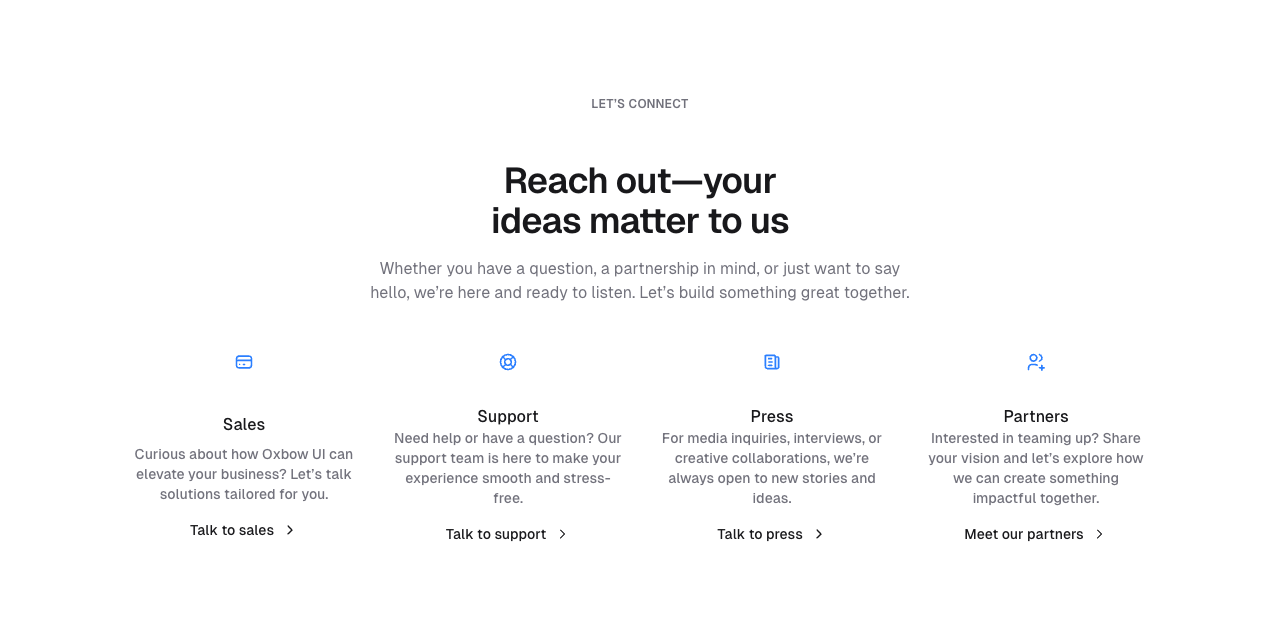 LET’S CONNECT
Reach out—your
ideas matter to us
Whether you have a question, a partnership in mind, or just want to say
hello, we’re here and ready to listen. Let’s build something great together.
Sales
Curious about how Oxbow UI can
elevate your business? Let’s talk
solutions tailored for you.
Talk to sales
Support
Need help or have a question? Our
support team is here to make your
experience smooth and stress-
free.
Talk to support
Press
For media inquiries, interviews, or
creative collaborations, we’re
always open to new stories and
ideas.
Talk to press
Partners
Interested in teaming up? Share
your vision and let’s explore how
we can create something
impactful together.
Meet our partners